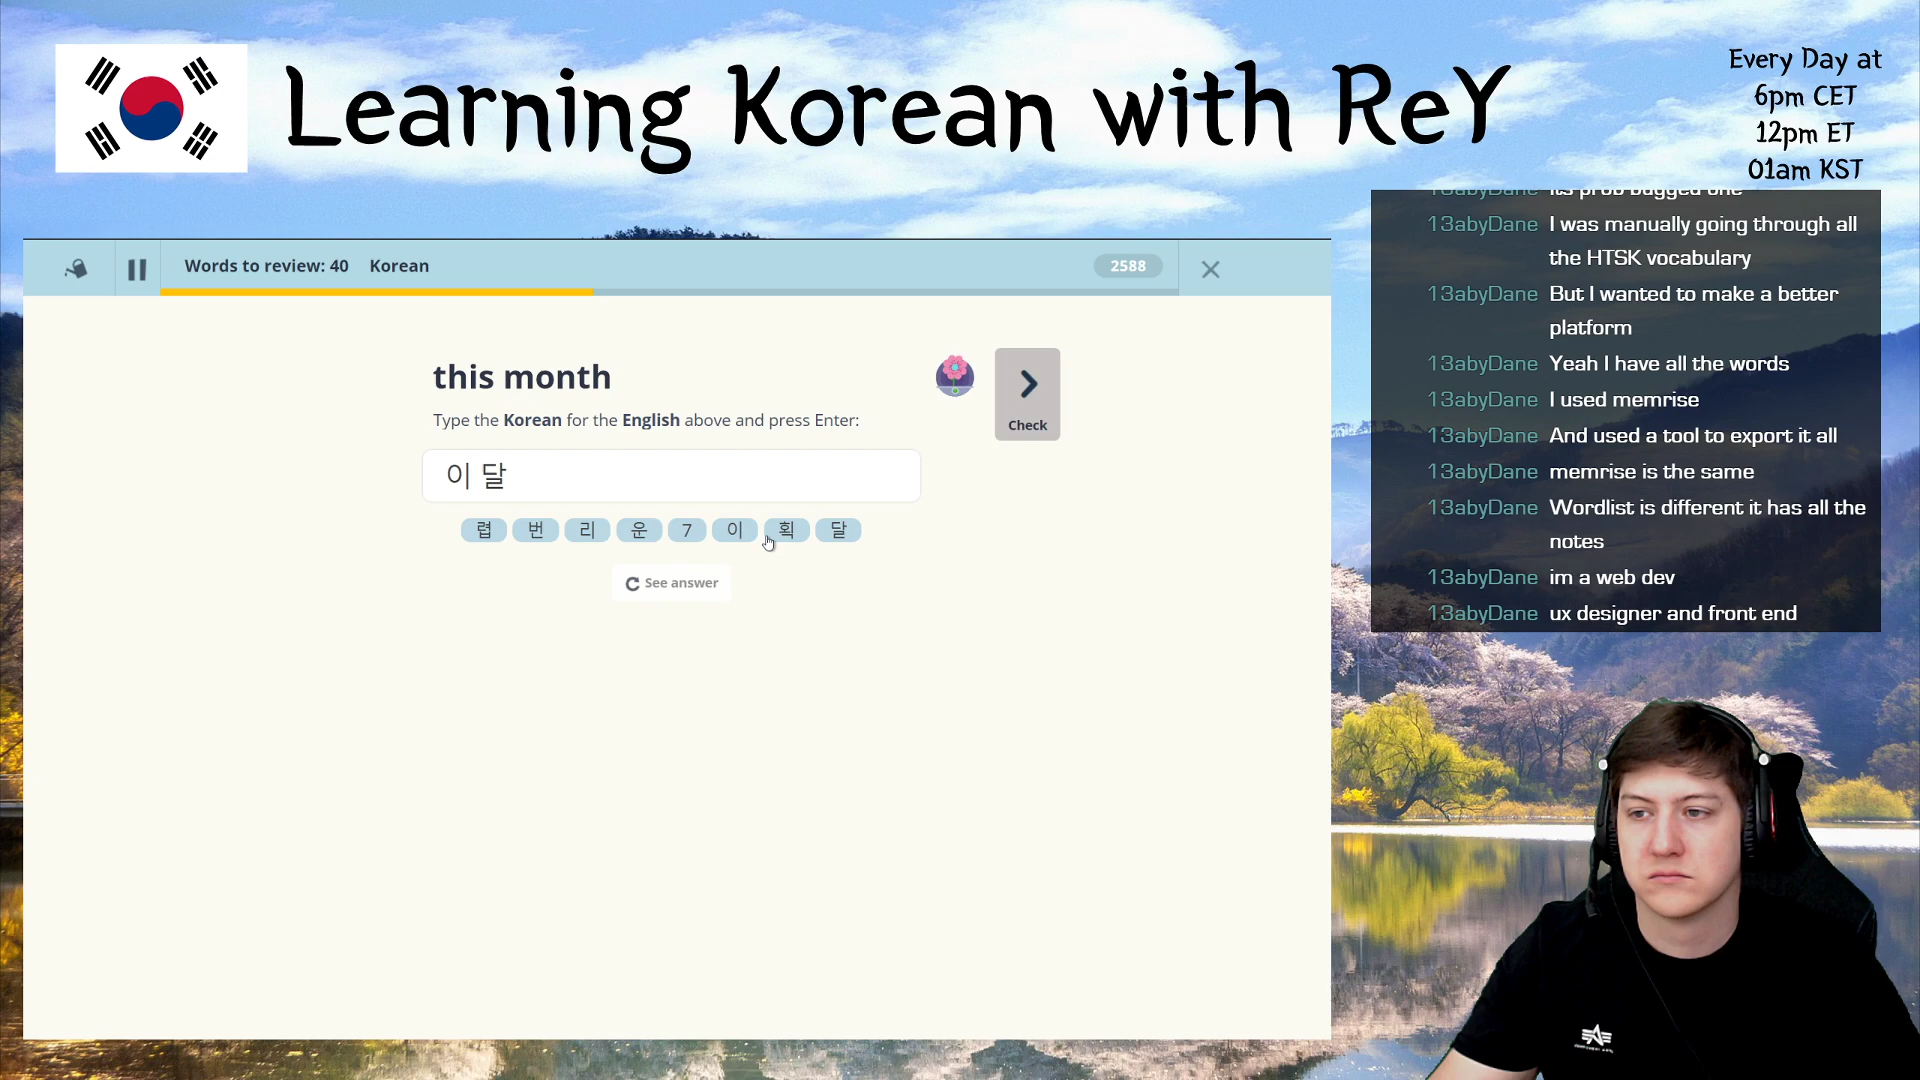 Learning Korean with ReY
Every Day at
6pm CET
12pm ET
01am KST
Words to review: 40 Korean
2588
this month
Type the Korean for the English above and press Enter:
Check
이 달
렵 번 리 운 7 이 획 달
See answer
13abyDane its prob bugged one
13abyDane I was manually going through all
the HTSK vocabulary
13abyDane But I wanted to make a better
platform
13abyDane Yeah I have all the words
13abyDane I used memrise
13abyDane And used a tool to export it all
13abyDane memrise is the same
13abyDane Wordlist is different it has all the
notes
13abyDane im a web dev
13abyDane ux designer and front end